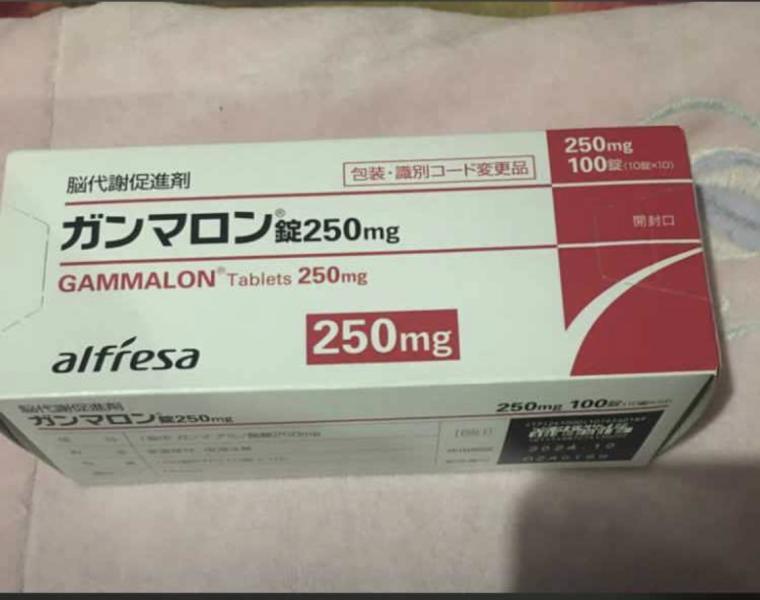 脳代謝促進剤
包装・識別コード変更品
250mg
100錠(10錠×10)
ガンマロン®錠250mg
開封口
GAMMALON® Tablets 250mg
250mg
alfresa
脳代謝促進剤
ガンマロン錠250mg
250mg 100錠
2024.10